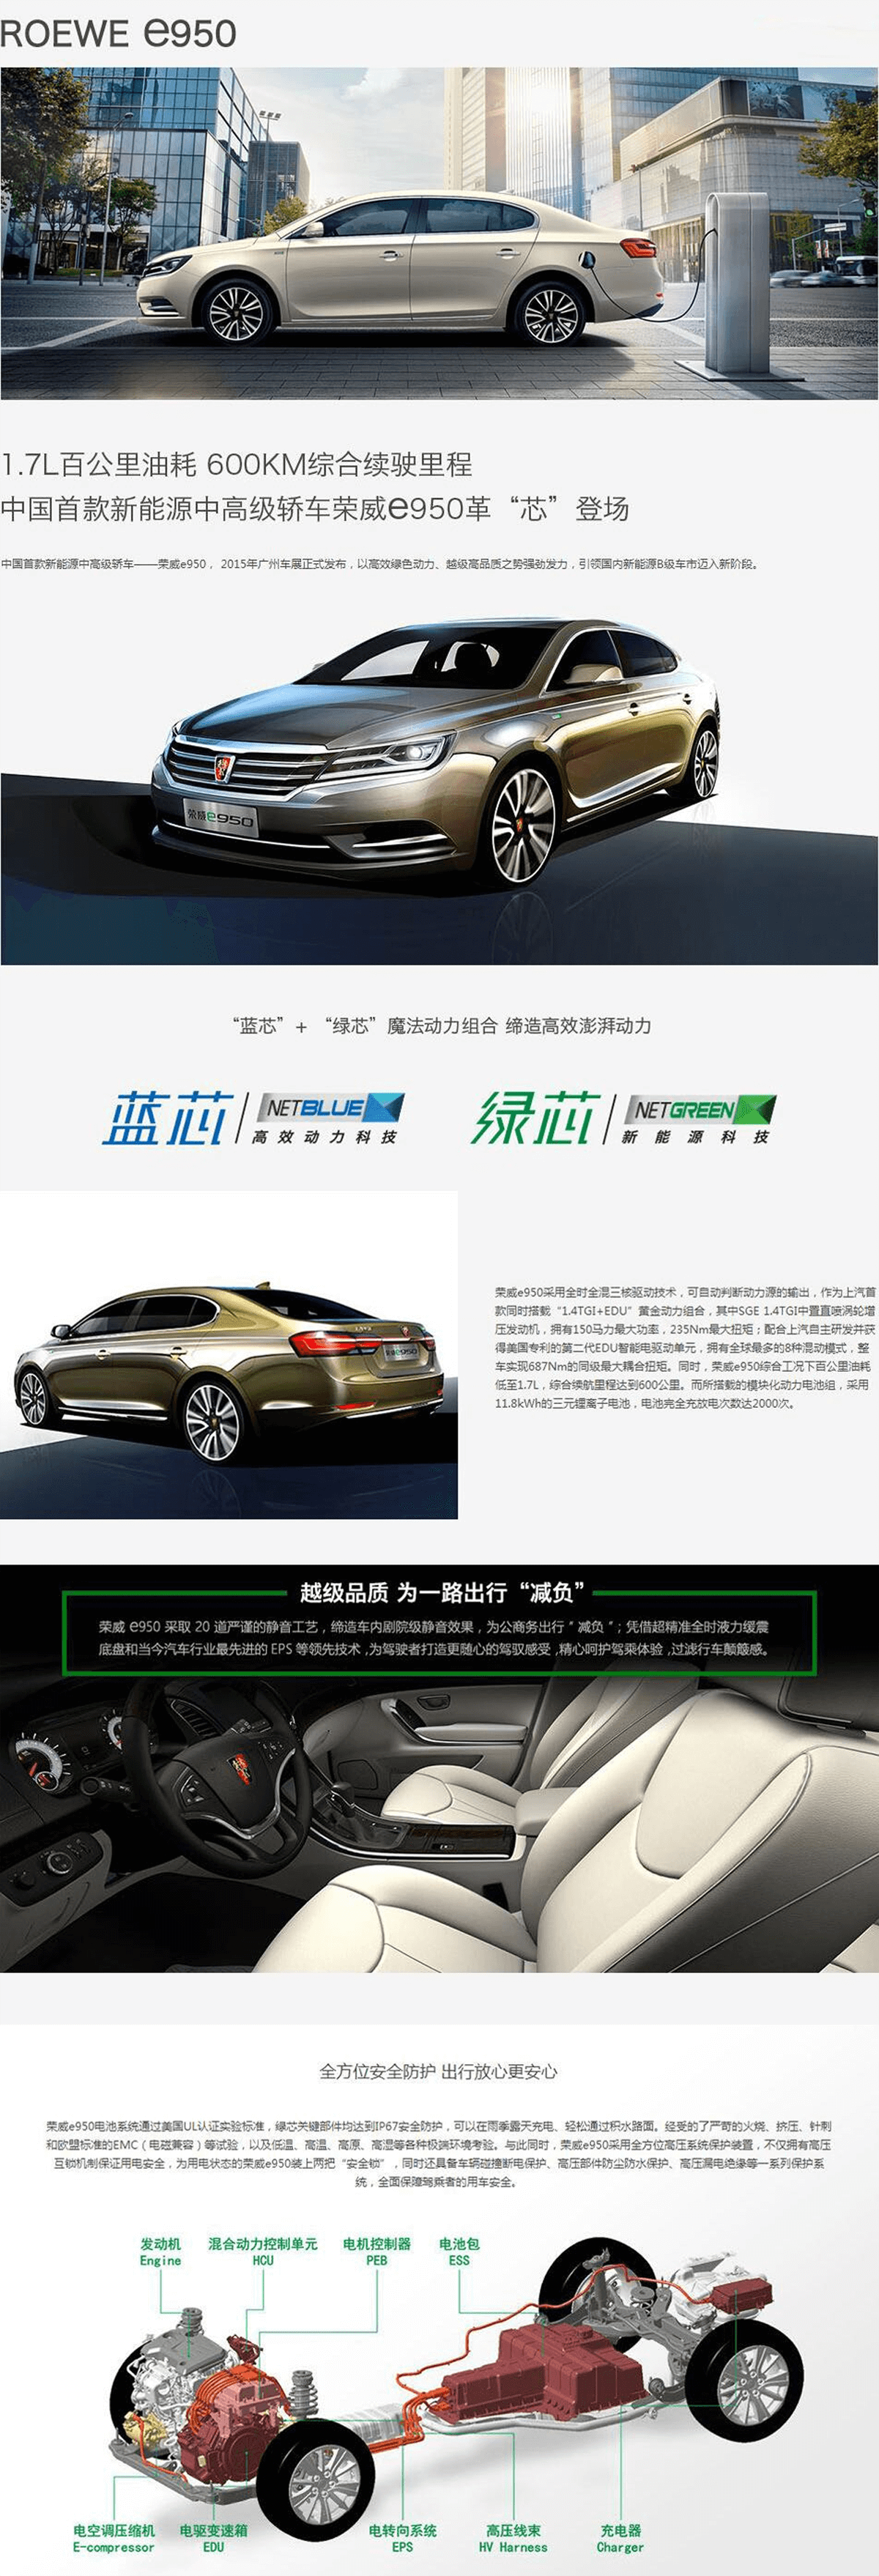 ROEWE e950
1.7L百公里油耗 600KM综合续驶里程
中国首款新能源中高级轿车荣威e950革“芯”登场
中国首款新能源中高级轿车——荣威e950，2015年广州车展正式发布，以高效绿色动力、越级高品质之势强劲发力，引领国内新能源B级车市迈入新阶段。
荣威e950
“蓝芯”+“绿芯”魔法动力组合 缔造高效澎湃动力
蓝芯 NETBLUE 高效动力科技
绿芯 NETGREEN 新能源科技
荣威e950采用全时全混三核驱动技术，可自动判断动力源的输出，作为上汽首
款同时搭载“1.4TGI+EDU”黄金动力组合，其中SGE 1.4TGI中置直喷涡轮增
压发动机，拥有150马力最大功率，235Nm最大扭矩；配合上汽自主研发并获
得美国专利的第二代EDU智能电驱动单元，拥有全球最多的8种混动模式，整
车实现687Nm的同级最大耦合扭矩。同时，荣威e950综合工况下百公里油耗
低至1.7L，综合续航里程达到600公里。而所搭载的模块化动力电池组，采用
11.8kWh的三元锂离子电池，电池完全充放电次数达2000次。
荣威e950
越级品质 为一路出行“减负”
荣威 e950 采取 20 道严谨的静音工艺，缔造车内剧院级静音效果，为公商务出行“减负”；凭借超精准全时液力缓震
底盘和当今汽车行业最先进的 EPS 等领先技术，为驾驶者打造更随心的驾驭感受，精心呵护驾乘体验，过滤行车颠簸感。
全方位安全防护 出行放心更安心
荣威e950电池系统通过美国UL认证实验标准，绿芯关键部件均达到IP67安全防护，可以在雨季露天充电、轻松通过积水路面。经受的了严苛的火烧、挤压、针刺
和欧盟标准的EMC（电磁兼容）等试验，以及低温、高温、高原、高湿等各种极端环境考验。与此同时，荣威e950采用全方位高压系统保护装置，不仅拥有高压
互锁机制保证用电安全，为用电状态的荣威e950装上两把“安全锁”，同时还具备车辆碰撞断电保护、高压部件防尘防水保护、高压漏电绝缘等一系列保护系
统，全面保障驾乘者的用车安全。
发动机 混合动力控制单元 电机控制器 电池包
Engine HCU PEB ESS
电空调压缩机 电驱变速箱 电转向系统 高压线束 充电器
E-compressor EDU EPS HV Harness Charger